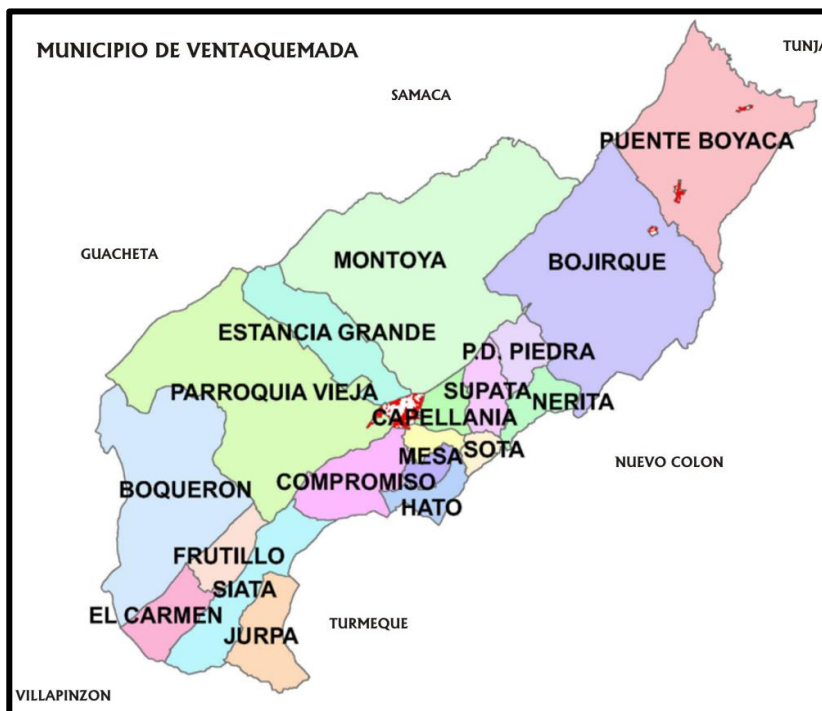 MUNICIPIO DE VENTAQUEMADA
TUNJA
SAMACA
PUENTE BOYACA
GUACHETA
MONTOYA
BOJIRQUE
ESTANCIA GRANDE
P.D. PIEDRA
PARROQUIA VIEJA
SUPATA
NERITA
CAPELLANIA
MESA
SOTA
NUEVO COLON
BOQUERON
COMPROMISO
HATO
FRUTILLO
SIATA
EL CARMEN
JURPA
TURMEQUE
VILLAPINZON